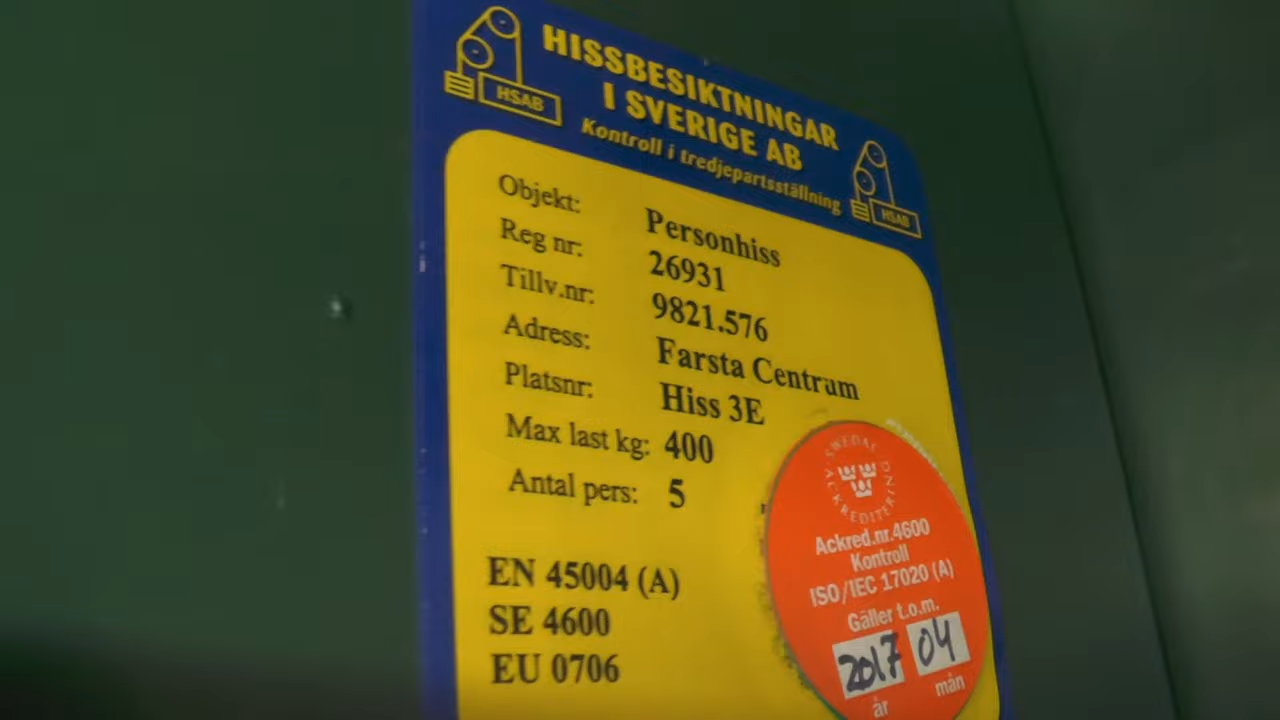 HISSBESIKTNINGAR
I SVERIGE AB
Kontroll i tredjepartsställning
HSAB
HSAB
Objekt: Personhiss
Reg nr: 26931
Tillv.nr: 9821.576
Adress: Farsta Centrum
Platsnr: Hiss 3E
Max last kg: 400
Antal pers: 5
EN 45004 (A)
SE 4600
EU 0706
SWEDAC
ACKREDITERING
Ackred.nr.4600
Kontroll
ISO/IEC 17020 (A)
Gäller t.o.m.
2017 04
år mån